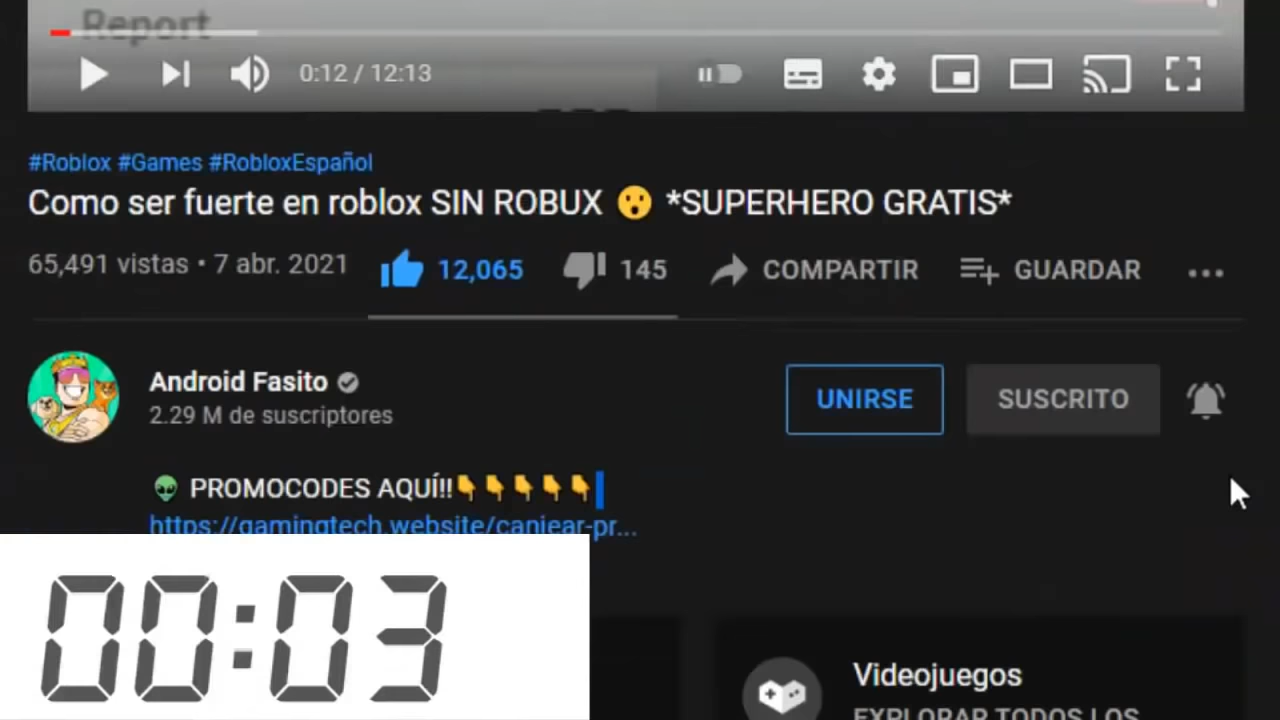 Report
0:12 / 12:13
#Roblox #Games #RobloxEspañol
Como ser fuerte en roblox SIN ROBUX 😮 *SUPERHERO GRATIS*
65,491 vistas • 7 abr. 2021 12,065 145 COMPARTIR GUARDAR
Android Fasito
2.29 M de suscriptores
UNIRSE SUSCRITO
👽 PROMOCODES AQUÍ!!👇👇👇👇👇
https://gamingtech.website/canjear-pr...
00:03
Videojuegos
EXPLORAR TODOS LOS